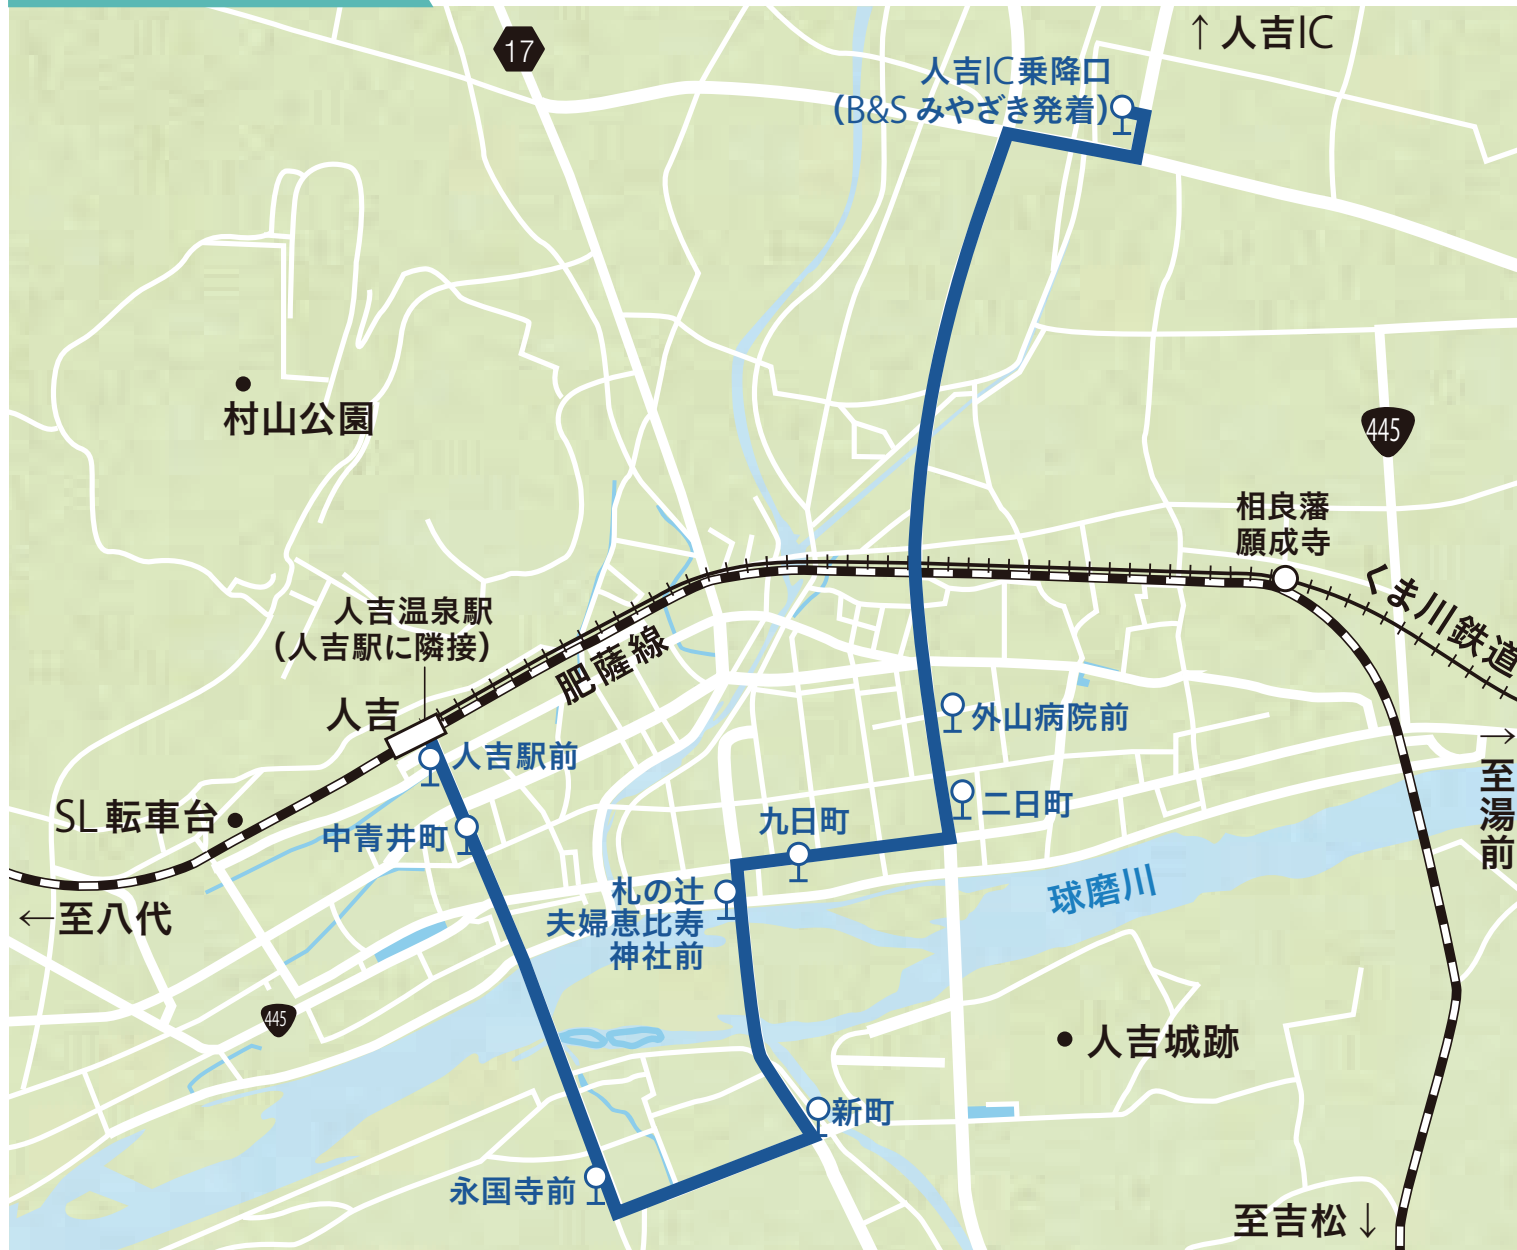 ↑人吉IC
17
人吉IC乗降口
(B&S みやざき発着)
村山公園
445
相良藩
願成寺
くま川鉄道
人吉温泉駅
(人吉駅に隣接)
肥薩線
人吉
人吉駅前
外山病院前
→
至湯前
SL転車台
中青井町
九日町
二日町
←至八代
札の辻
夫婦恵比寿
神社前
球磨川
445
人吉城跡
新町
永国寺前
至吉松↓